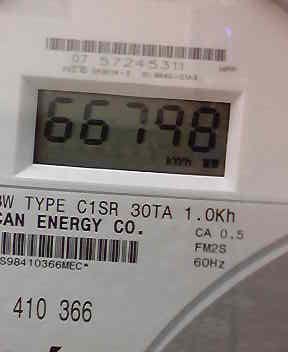 07 57245311
66798
kWh
3W TYPE C1SR 30TA 1.0Kh
CAN ENERGY CO.
CA 0.5
FM2S
60Hz
S98410366MEC*
410 366